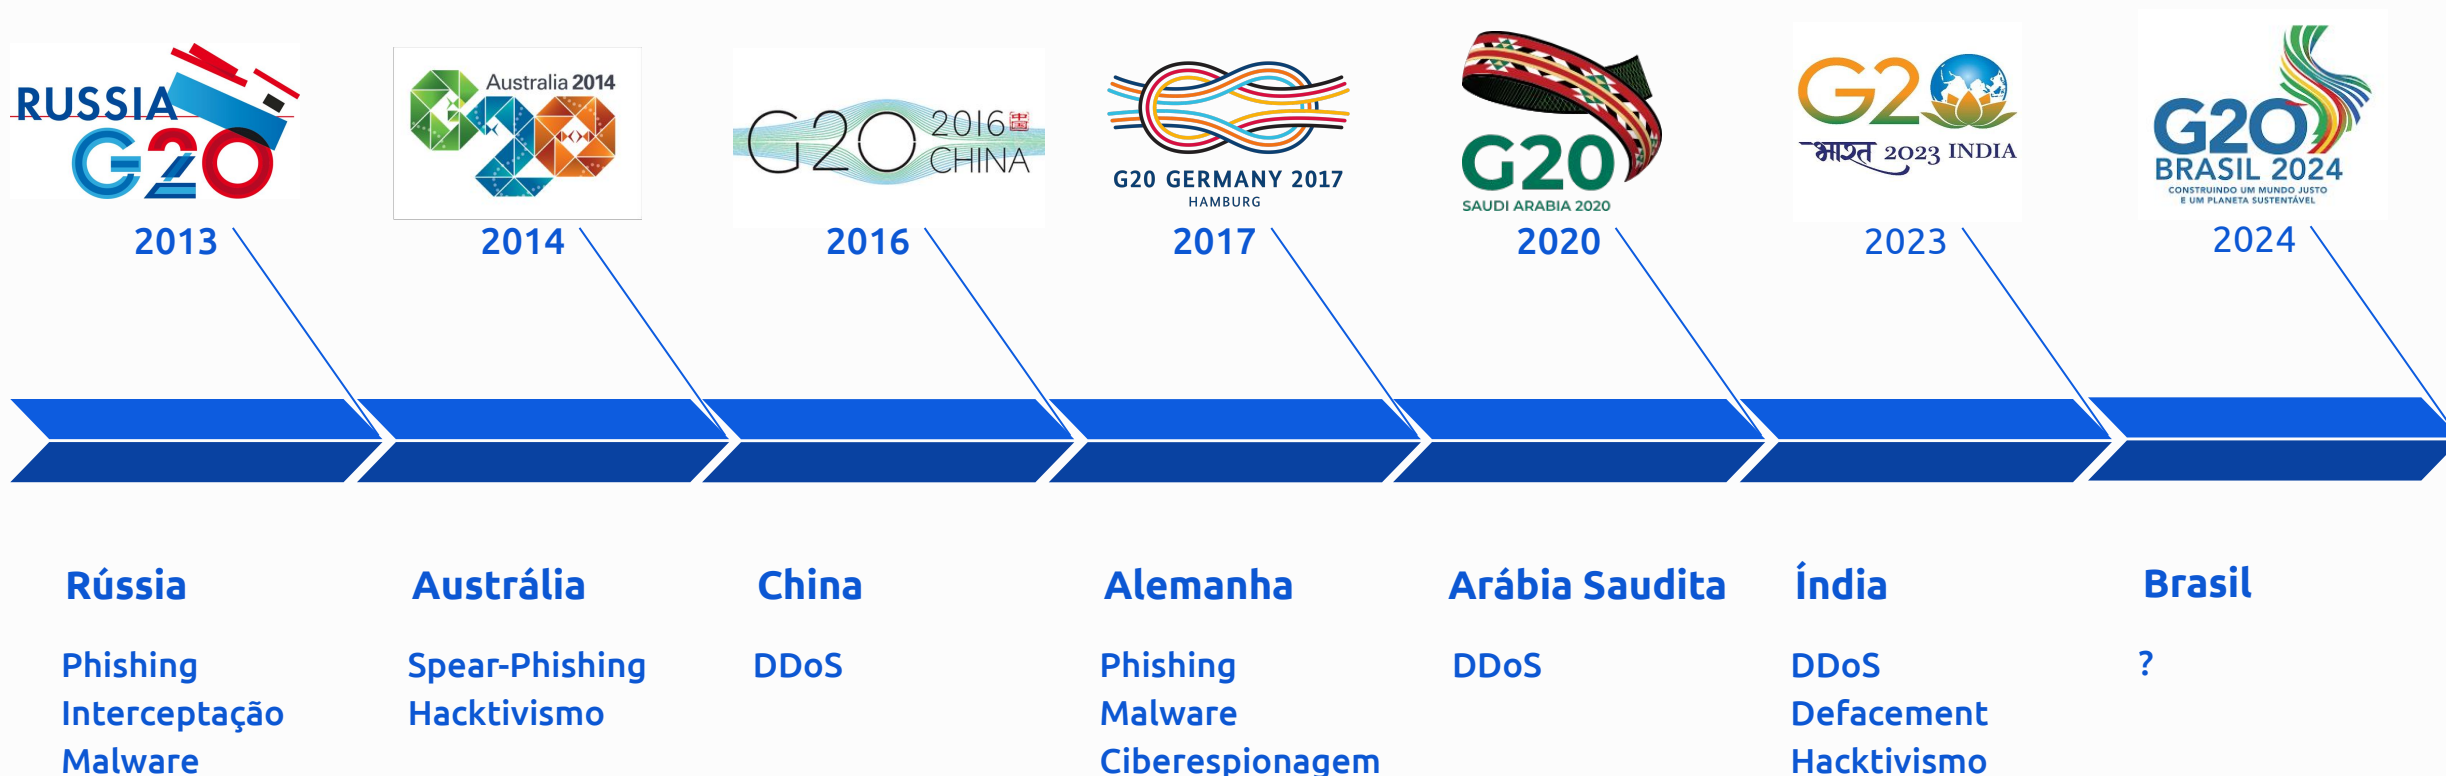 RUSSIA
G20
Australia 2014
G20
G20 2016
CHINA
G20 GERMANY 2017
HAMBURG
G20
SAUDI ARABIA 2020
G20
भारत 2023 INDIA
G20
BRASIL 2024
CONSTRUINDO UM MUNDO JUSTO
E UM PLANETA SUSTENTÁVEL
2013
2014
2016
2017
2020
2023
2024
Rússia
Phishing
Interceptação
Malware
Austrália
Spear-Phishing
Hacktivismo
China
DDoS
Alemanha
Phishing
Malware
Ciberespionagem
Arábia Saudita
DDoS
Índia
DDoS
Defacement
Hacktivismo
Brasil
?